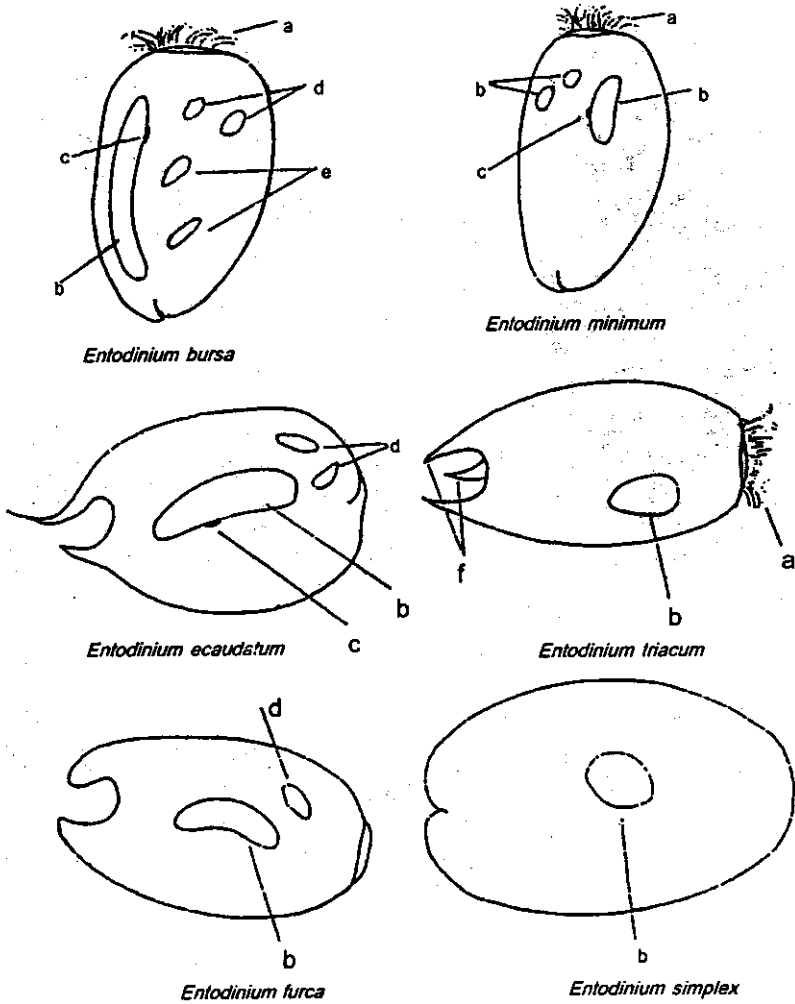 a
a
d
b
b
c
c
e
b
Entodinium minimum
Entodinium bursa
d
f
a
b
b
c
Entodinium ecaudatum
Entodinium triacum
d
b
b
Entodinium furca
Entodinium simplex